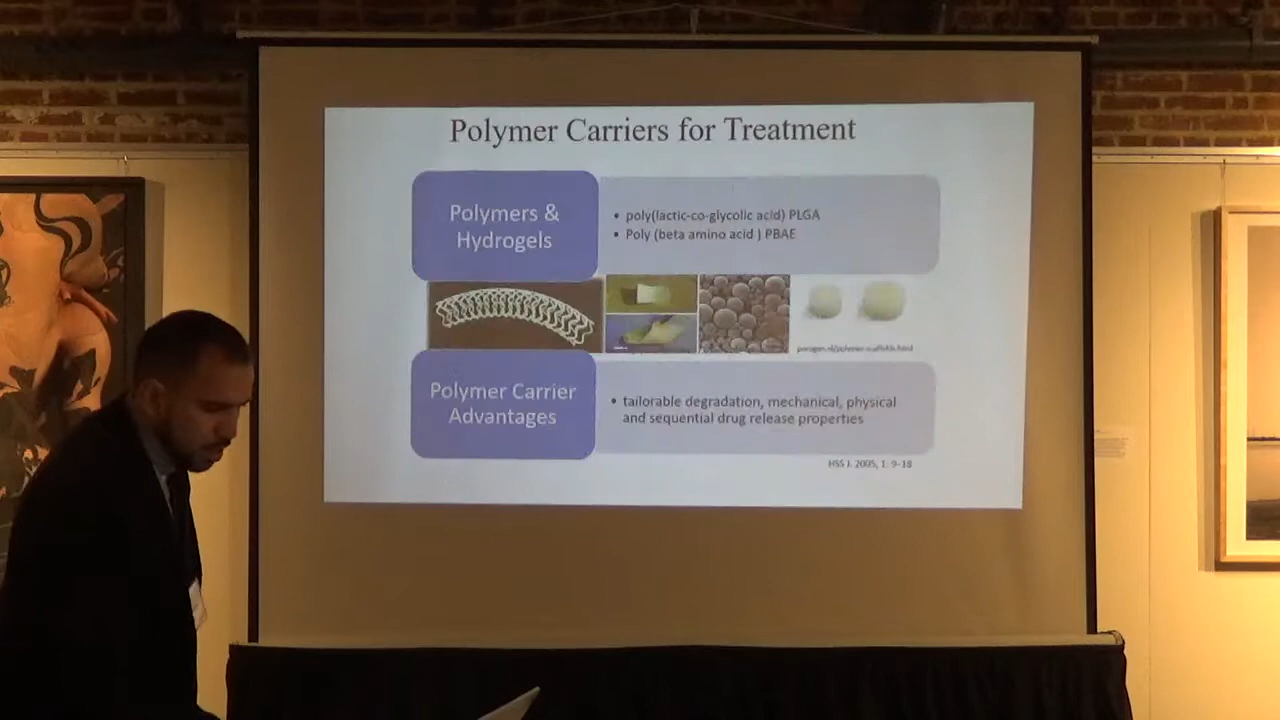 Polymer Carriers for Treatment
Polymers &
Hydrogels
• poly(lactic-co-glycolic acid) PLGA
• Poly (beta amino acid ) PBAE
Polymer Carrier
Advantages
• tailorable degradation, mechanical, physical
and sequential drug release properties
HSS J. 2005, 1: 9-18